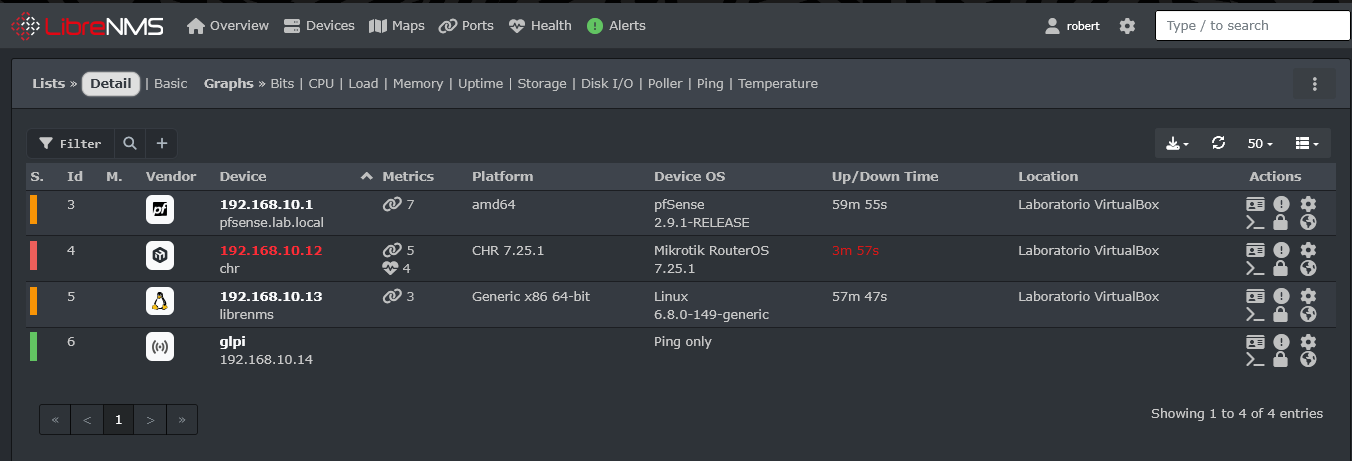 LibreNMS Overview Devices Maps Ports Health Alerts robert Type / to search
Lists » Detail | Basic Graphs » Bits | CPU | Load | Memory | Uptime | Storage | Disk I/O | Poller | Ping | Temperature
Filter 50
S. Id M. Vendor Device Metrics Platform Device OS Up/Down Time Location Actions
3 pf 192.168.10.1 7 amd64 pfSense 59m 55s Laboratorio VirtualBox
pfsense.lab.local 2.9.1-RELEASE
4 192.168.10.12 5 CHR 7.25.1 Mikrotik RouterOS 3m 57s Laboratorio VirtualBox
chr 4 7.25.1
5 192.168.10.13 3 Generic x86 64-bit Linux 57m 47s Laboratorio VirtualBox
librenms 6.8.0-149-generic
6 glpi Ping only
192.168.10.14
« < 1 > » Showing 1 to 4 of 4 entries